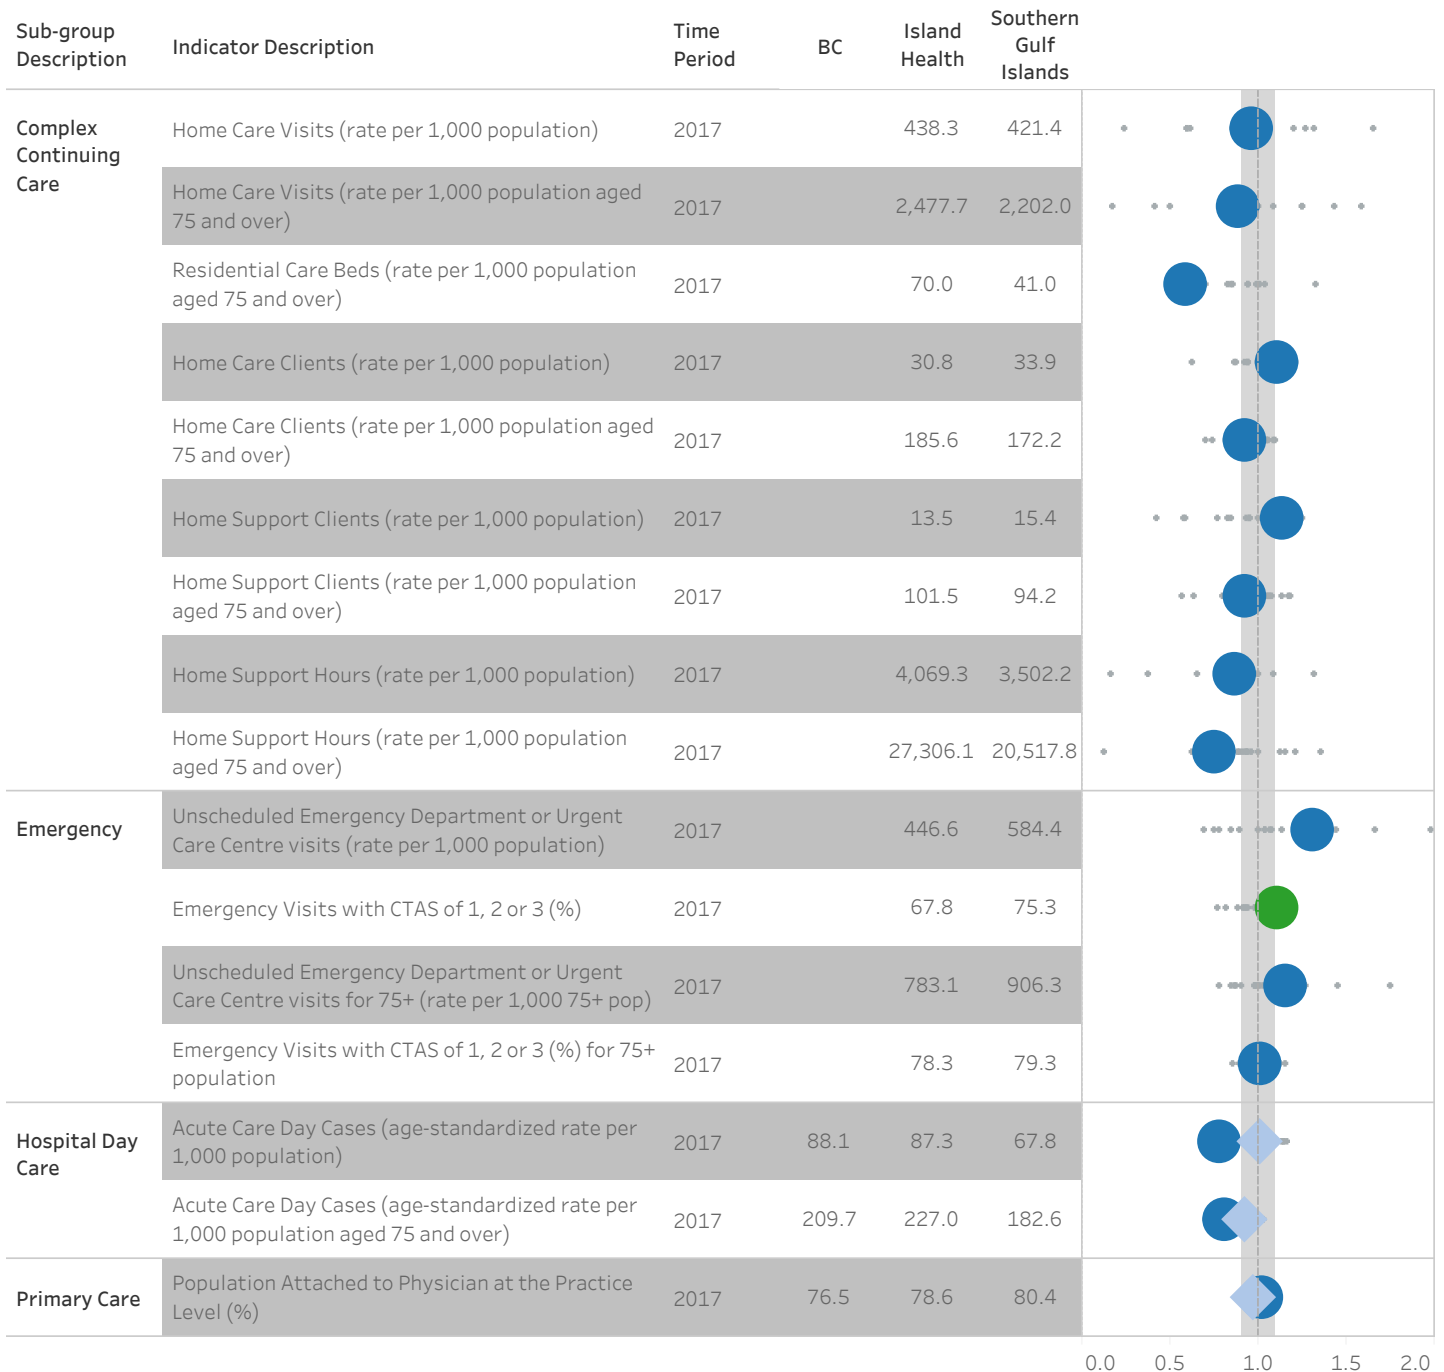 Sub-group
Description
Indicator Description
Time
Period
BC
Island
Health
Southern
Gulf
Islands
Complex
Continuing
Care
Home Care Visits (rate per 1,000 population)
2017
438.3
421.4
Home Care Visits (rate per 1,000 population aged
75 and over)
2017
2,477.7
2,202.0
Residential Care Beds (rate per 1,000 population
aged 75 and over)
2017
70.0
41.0
Home Care Clients (rate per 1,000 population)
2017
30.8
33.9
Home Care Clients (rate per 1,000 population aged
75 and over)
2017
185.6
172.2
Home Support Clients (rate per 1,000 population)
2017
13.5
15.4
Home Support Clients (rate per 1,000 population
aged 75 and over)
2017
101.5
94.2
Home Support Hours (rate per 1,000 population)
2017
4,069.3
3,502.2
Home Support Hours (rate per 1,000 population
aged 75 and over)
2017
27,306.1
20,517.8
Emergency
Unscheduled Emergency Department or Urgent
Care Centre visits (rate per 1,000 population)
2017
446.6
584.4
Emergency Visits with CTAS of 1, 2 or 3 (%)
2017
67.8
75.3
Unscheduled Emergency Department or Urgent
Care Centre visits for 75+ (rate per 1,000 75+ pop)
2017
783.1
906.3
Emergency Visits with CTAS of 1, 2 or 3 (%) for 75+
population
2017
78.3
79.3
Hospital Day
Care
Acute Care Day Cases (age-standardized rate per
1,000 population)
2017
88.1
87.3
67.8
Acute Care Day Cases (age-standardized rate per
1,000 population aged 75 and over)
2017
209.7
227.0
182.6
Primary Care
Population Attached to Physician at the Practice
Level (%)
2017
76.5
78.6
80.4
0.0 0.5 1.0 1.5 2.0